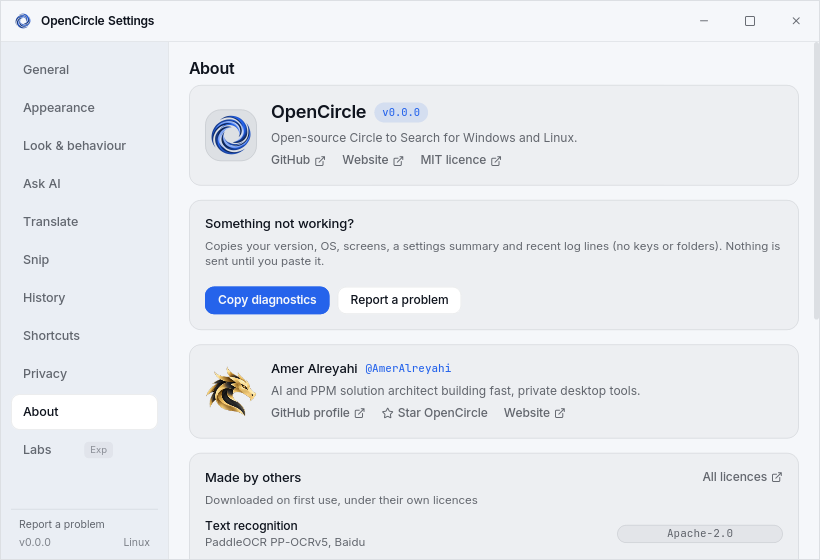 OpenCircle Settings
General
Appearance
Look & behaviour
Ask AI
Translate
Snip
History
Shortcuts
Privacy
About
Labs Exp
Report a problem
v0.0.0 Linux
About
OpenCircle v0.0.0
Open-source Circle to Search for Windows and Linux.
GitHub Website MIT licence
Something not working?
Copies your version, OS, screens, a settings summary and recent log lines (no keys or folders). Nothing is
sent until you paste it.
Copy diagnostics Report a problem
Amer Alreyahi @AmerAlreyahi
AI and PPM solution architect building fast, private desktop tools.
GitHub profile Star OpenCircle Website
Made by others All licences
Downloaded on first use, under their own licences
Text recognition
PaddleOCR PP-OCRv5, Baidu Apache-2.0